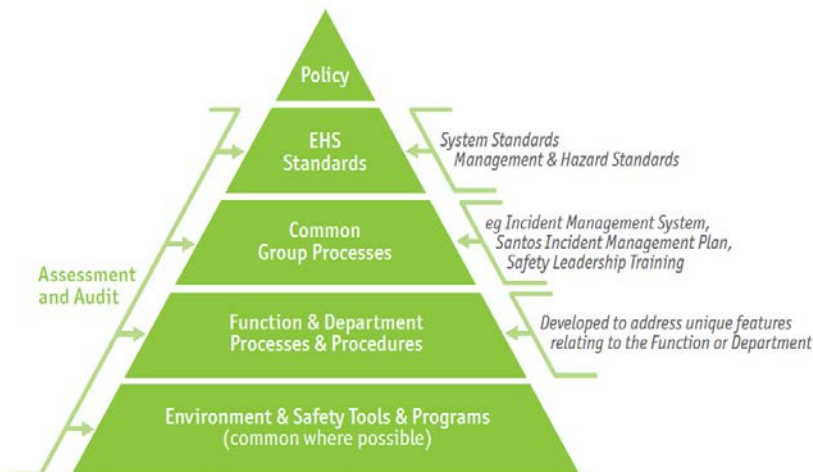 Policy
EHS
Standards
System Standards
Management & Hazard Standards
Common
Group Processes
eg Incident Management System,
Santos Incident Management Plan,
Safety Leadership Training
Assessment
and Audit
Function & Department
Processes & Procedures
Developed to address unique features
relating to the Function or Department
Environment & Safety Tools & Programs
(common where possible)